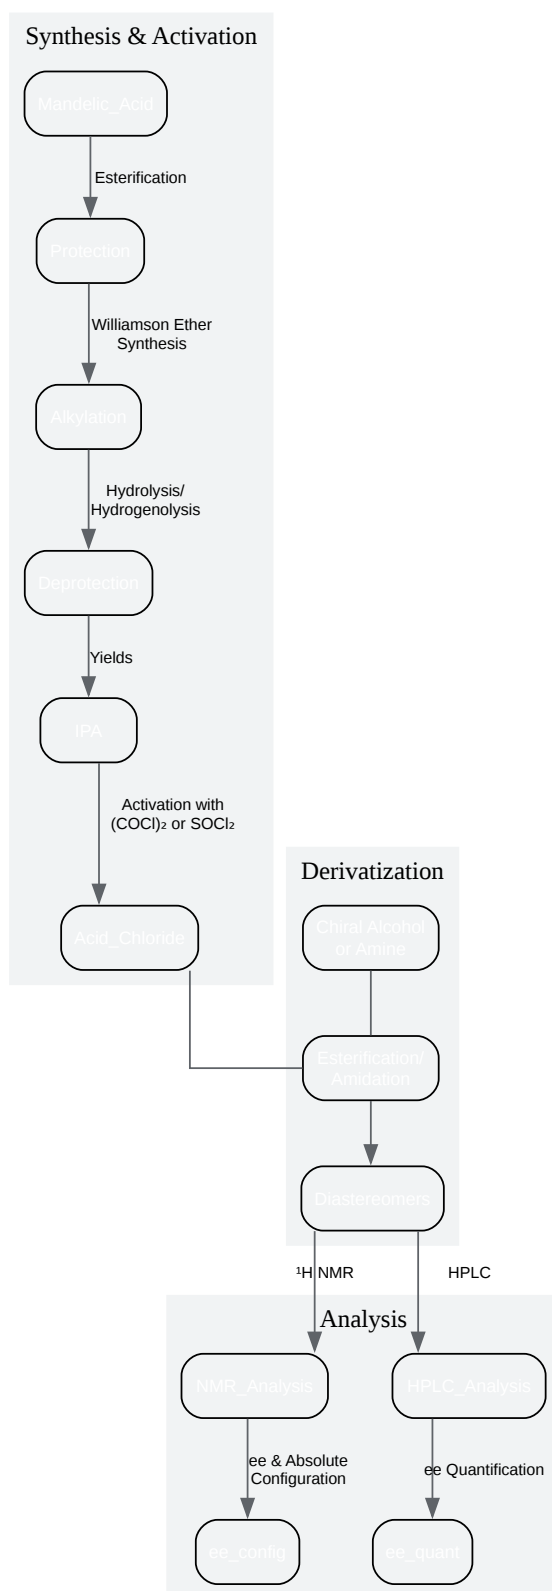 Synthesis & Activation
Mandelic_Acid
Esterification
Protection
Williamson Ether
Synthesis
Alkylation
Hydrolysis/
Hydrogenolysis
Deprotection
Yields
IPA
Activation with
(COCl)₂ or SOCl₂
Acid_Chloride
Derivatization
Chiral Alcohol
or Amine
Esterification/
Amidation
Diastereomers
¹H NMR
HPLC
Analysis
NMR_Analysis
HPLC_Analysis
ee & Absolute
Configuration
ee Quantification
ee_config
ee_quant